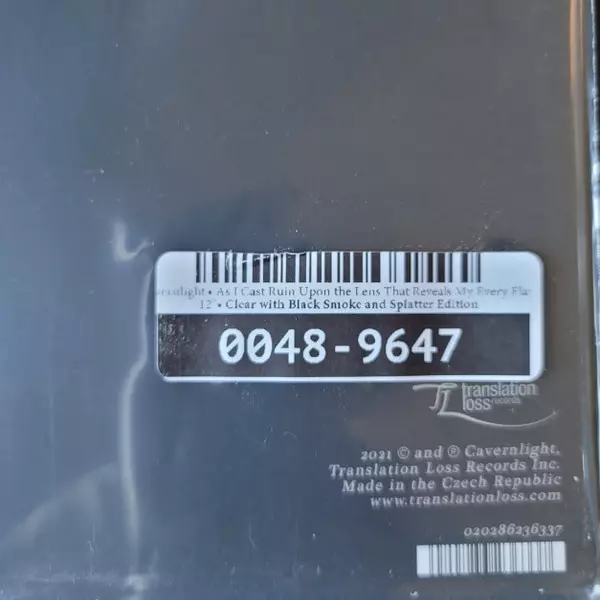 • As I Cast Ruin Upon the Lens That Reveals My Every
12" • Clear with Black Smoke and Splatter Edition
0048-9647
TL translation
loss records
2021 © and ℗ Cavernlight,
Translation Loss Records Inc.
Made in the Czech Republic
www.translationloss.com
020286236337